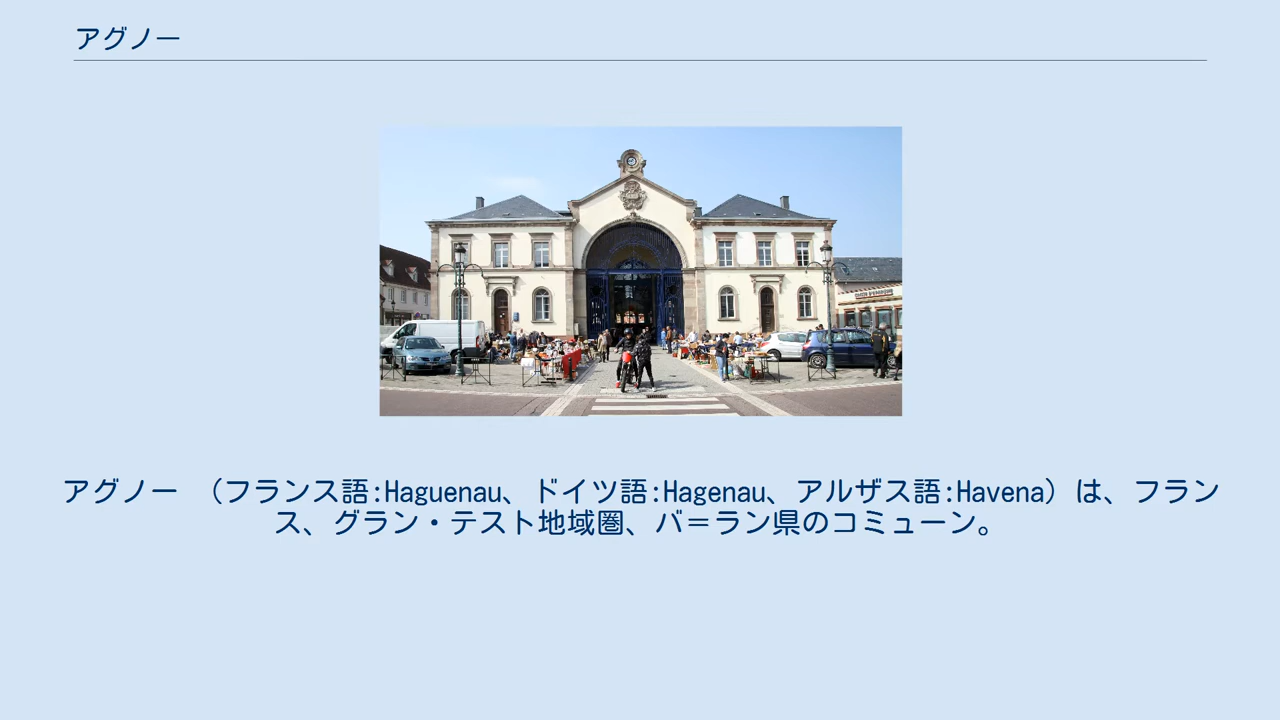 アグノー
アグノー　（フランス語:Haguenau、ドイツ語:Hagenau、アルザス語:Havena）は、フラン
ス、グラン・テスト地域圏、バ＝ラン県のコミューン。